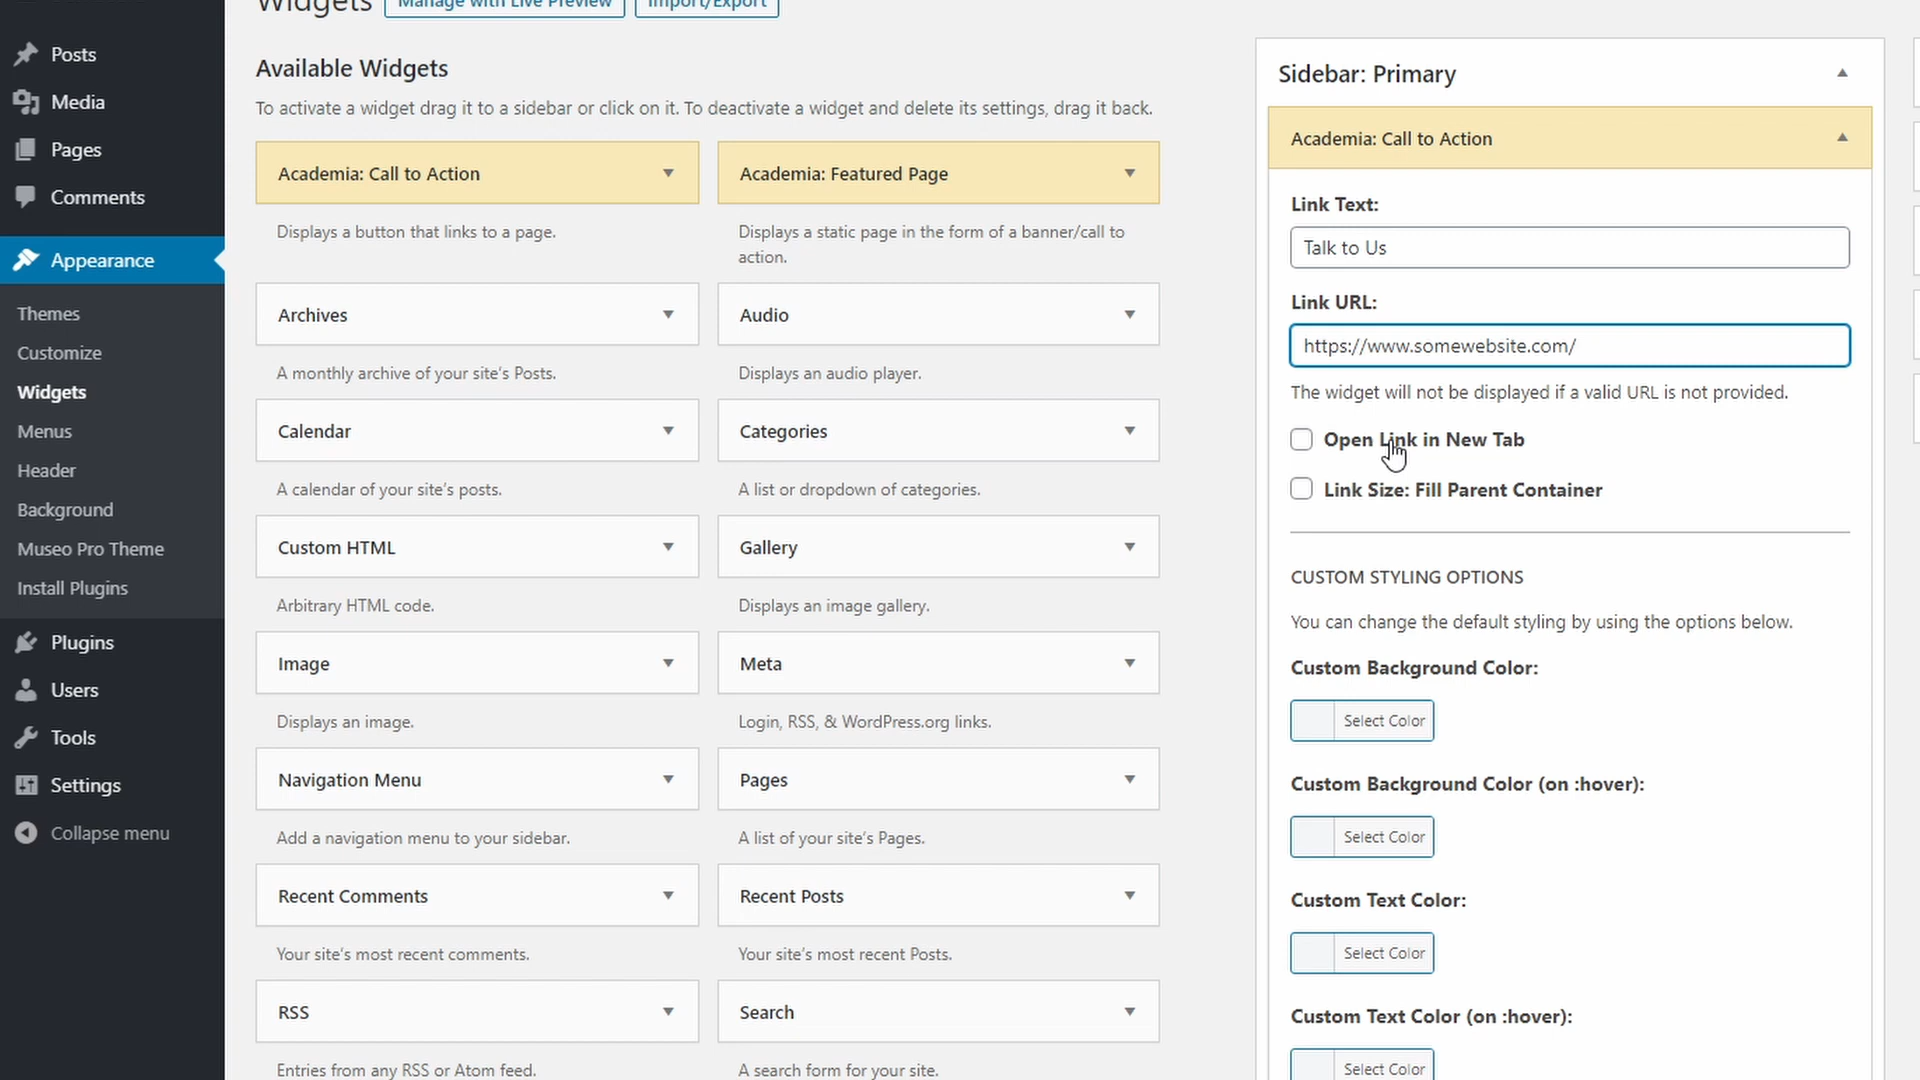 Widgets
Manage with Live Preview
Import/Export
Posts
Media
Pages
Comments
Appearance
Themes
Customize
Widgets
Menus
Header
Background
Museo Pro Theme
Install Plugins
Plugins
Users
Tools
Settings
Collapse menu
Available Widgets
To activate a widget drag it to a sidebar or click on it. To deactivate a widget and delete its settings, drag it back.
Academia: Call to Action
Displays a button that links to a page.
Academia: Featured Page
Displays a static page in the form of a banner/call to
action.
Archives
A monthly archive of your site's Posts.
Audio
Displays an audio player.
Calendar
A calendar of your site's posts.
Categories
A list or dropdown of categories.
Custom HTML
Arbitrary HTML code.
Gallery
Displays an image gallery.
Image
Displays an image.
Meta
Login, RSS, & WordPress.org links.
Navigation Menu
Add a navigation menu to your sidebar.
Pages
A list of your site's Pages.
Recent Comments
Your site's most recent comments.
Recent Posts
Your site's most recent Posts.
RSS
Entries from any RSS or Atom feed.
Search
A search form for your site.
Sidebar: Primary
Academia: Call to Action
Link Text:
Talk to Us
Link URL:
https://www.somewebsite.com/
The widget will not be displayed if a valid URL is not provided.
Open Link in New Tab
Link Size: Fill Parent Container
CUSTOM STYLING OPTIONS
You can change the default styling by using the options below.
Custom Background Color:
Select Color
Custom Background Color (on :hover):
Select Color
Custom Text Color:
Select Color
Custom Text Color (on :hover):
Select Color